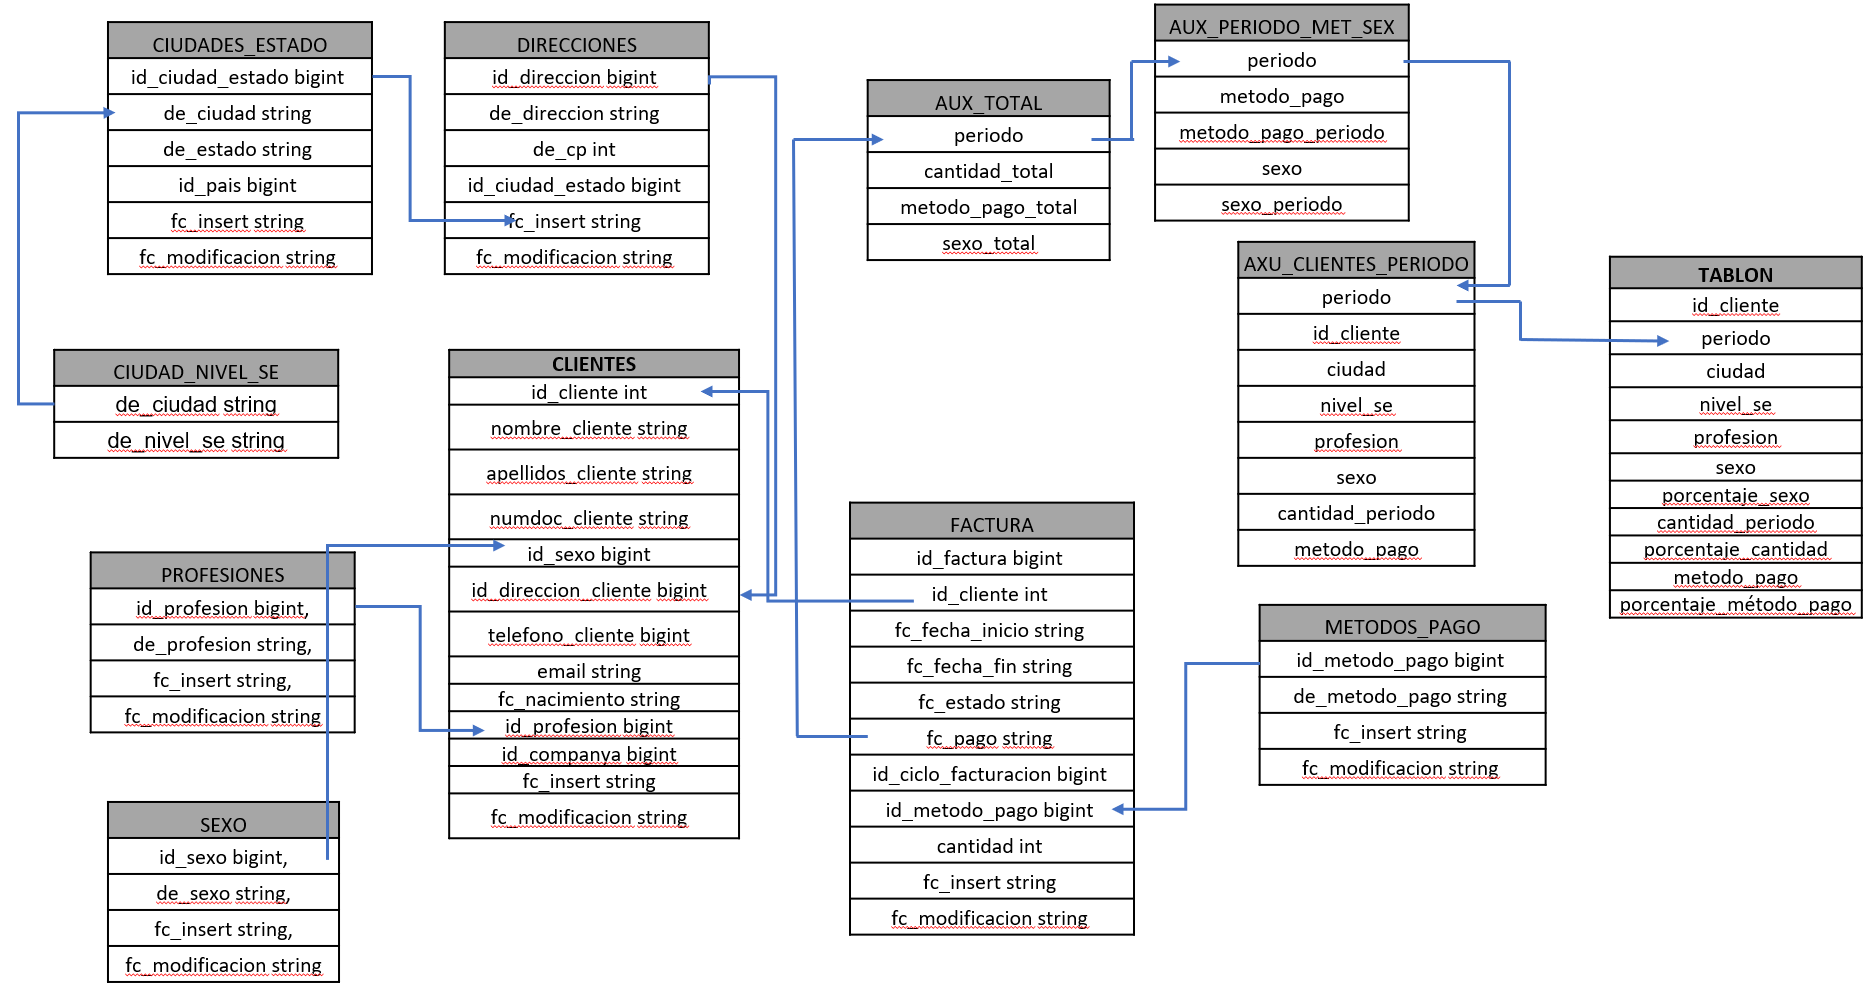 CIUDADES_ESTADO
id_ciudad_estado bigint
de_ciudad string
de_estado string
id_pais bigint
fc_insert string
fc_modificacion string
DIRECCIONES
id_direccion bigint
de_direccion string
de_cp int
id_ciudad_estado bigint
fc_insert string
fc_modificacion string
AUX_TOTAL
periodo
cantidad_total
metodo_pago_total
sexo_total
AUX_PERIODO_MET_SEX
periodo
metodo_pago
metodo_pago_periodo
sexo
sexo_periodo
AXU_CLIENTES_PERIODO
periodo
id_cliente
ciudad
nivel_se
profesion
sexo
cantidad_periodo
metodo_pago
TABLON
id_cliente
periodo
ciudad
nivel_se
profesion
sexo
porcentaje_sexo
cantidad_periodo
porcentaje_cantidad
metodo_pago
porcentaje_método_pago
CIUDAD_NIVEL_SE
de_ciudad string
de_nivel_se string
CLIENTES
id_cliente int
nombre_cliente string
apellidos_cliente string
numdoc_cliente string
id_sexo bigint
id_direccion_cliente bigint
telefono_cliente bigint
email string
fc_nacimiento string
id_profesion bigint
id_companya bigint
fc_insert string
fc_modificacion string
PROFESIONES
id_profesion bigint,
de_profesion string,
fc_insert string,
fc_modificacion string
SEXO
id_sexo bigint,
de_sexo string,
fc_insert string,
fc_modificacion string
FACTURA
id_factura bigint
id_cliente int
fc_fecha_inicio string
fc_fecha_fin string
fc_estado string
fc_pago string
id_ciclo_facturacion bigint
id_metodo_pago bigint
cantidad int
fc_insert string
fc_modificacion string
METODOS_PAGO
id_metodo_pago bigint
de_metodo_pago string
fc_insert string
fc_modificacion string